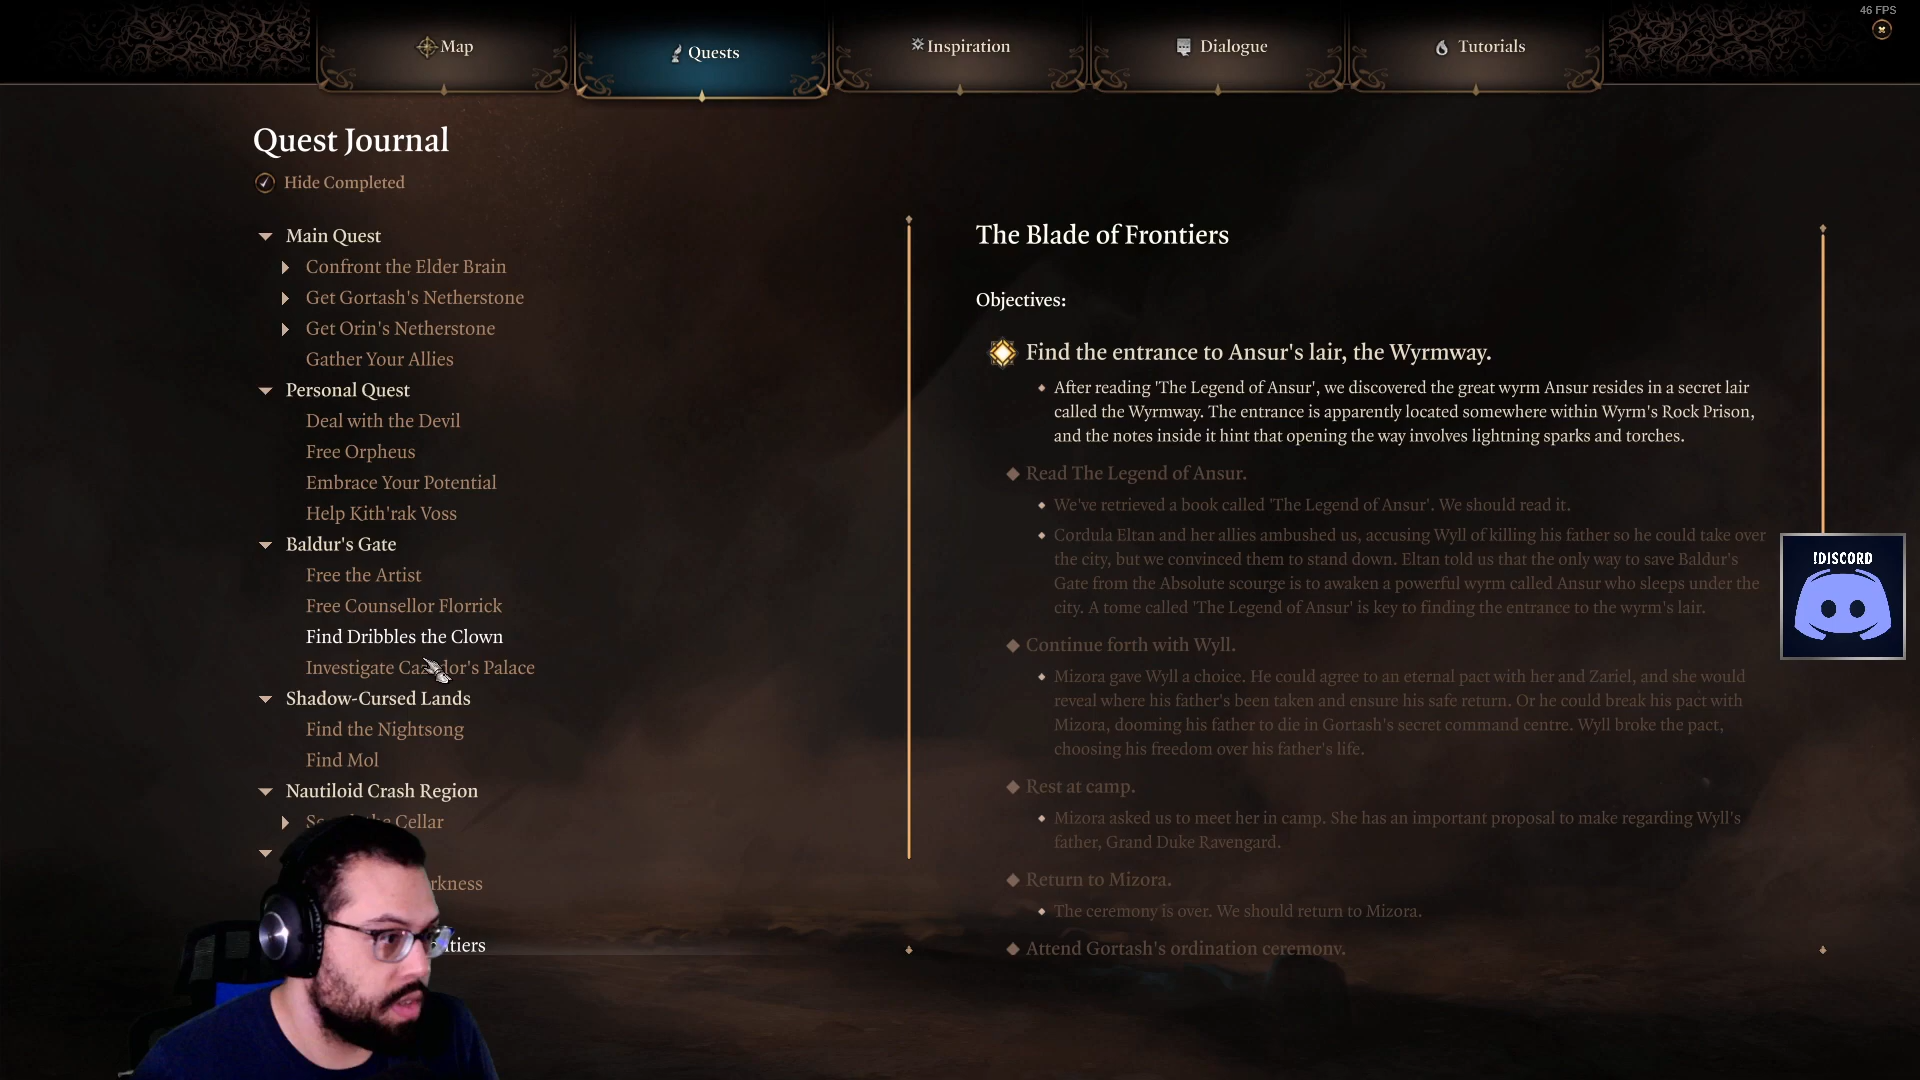 46 FPS
Map
Quests
Inspiration
Dialogue
Tutorials
Quest Journal
Hide Completed
Main Quest
Confront the Elder Brain
Get Gortash's Netherstone
Get Orin's Netherstone
Gather Your Allies
Personal Quest
Deal with the Devil
Free Orpheus
Embrace Your Potential
Help Kith'rak Voss
Baldur's Gate
Free the Artist
Free Counsellor Florrick
Find Dribbles the Clown
Investigate Cazador's Palace
Shadow-Cursed Lands
Find the Nightsong
Find Mol
Nautiloid Crash Region
Cellar
The Blade of Frontiers
Objectives:
Find the entrance to Ansur's lair, the Wyrmway.
After reading 'The Legend of Ansur', we discovered the great wyrm Ansur resides in a secret lair
called the Wyrmway. The entrance is apparently located somewhere within Wyrm's Rock Prison,
and the notes inside it hint that opening the way involves lightning sparks and torches.
Read The Legend of Ansur.
We've retrieved a book called 'The Legend of Ansur'. We should read it.
Cordula Eltan and her allies ambushed us, accusing Wyll of killing his father so he could take over
the city, but we convinced them to stand down. Eltan told us that the only way to save Baldur's
Gate from the Absolute scourge is to awaken a powerful wyrm called Ansur who sleeps under the
city. A tome called 'The Legend of Ansur' is key to finding the entrance to the wyrm's lair.
Continue forth with Wyll.
Mizora gave Wyll a choice. He could agree to an eternal pact with her and Zariel, and she would
reveal where his father's been taken and ensure his safe return. Or he could break his pact with
Mizora, dooming his father to die in Gortash's secret command centre. Wyll broke the pact,
choosing his freedom over his father's life.
Rest at camp.
Mizora asked us to meet her in camp. She has an important proposal to make regarding Wyll's
father, Grand Duke Ravengard.
Return to Mizora.
The ceremony is over. We should return to Mizora.
Attend Gortash's ordination ceremony.
!DISCORD